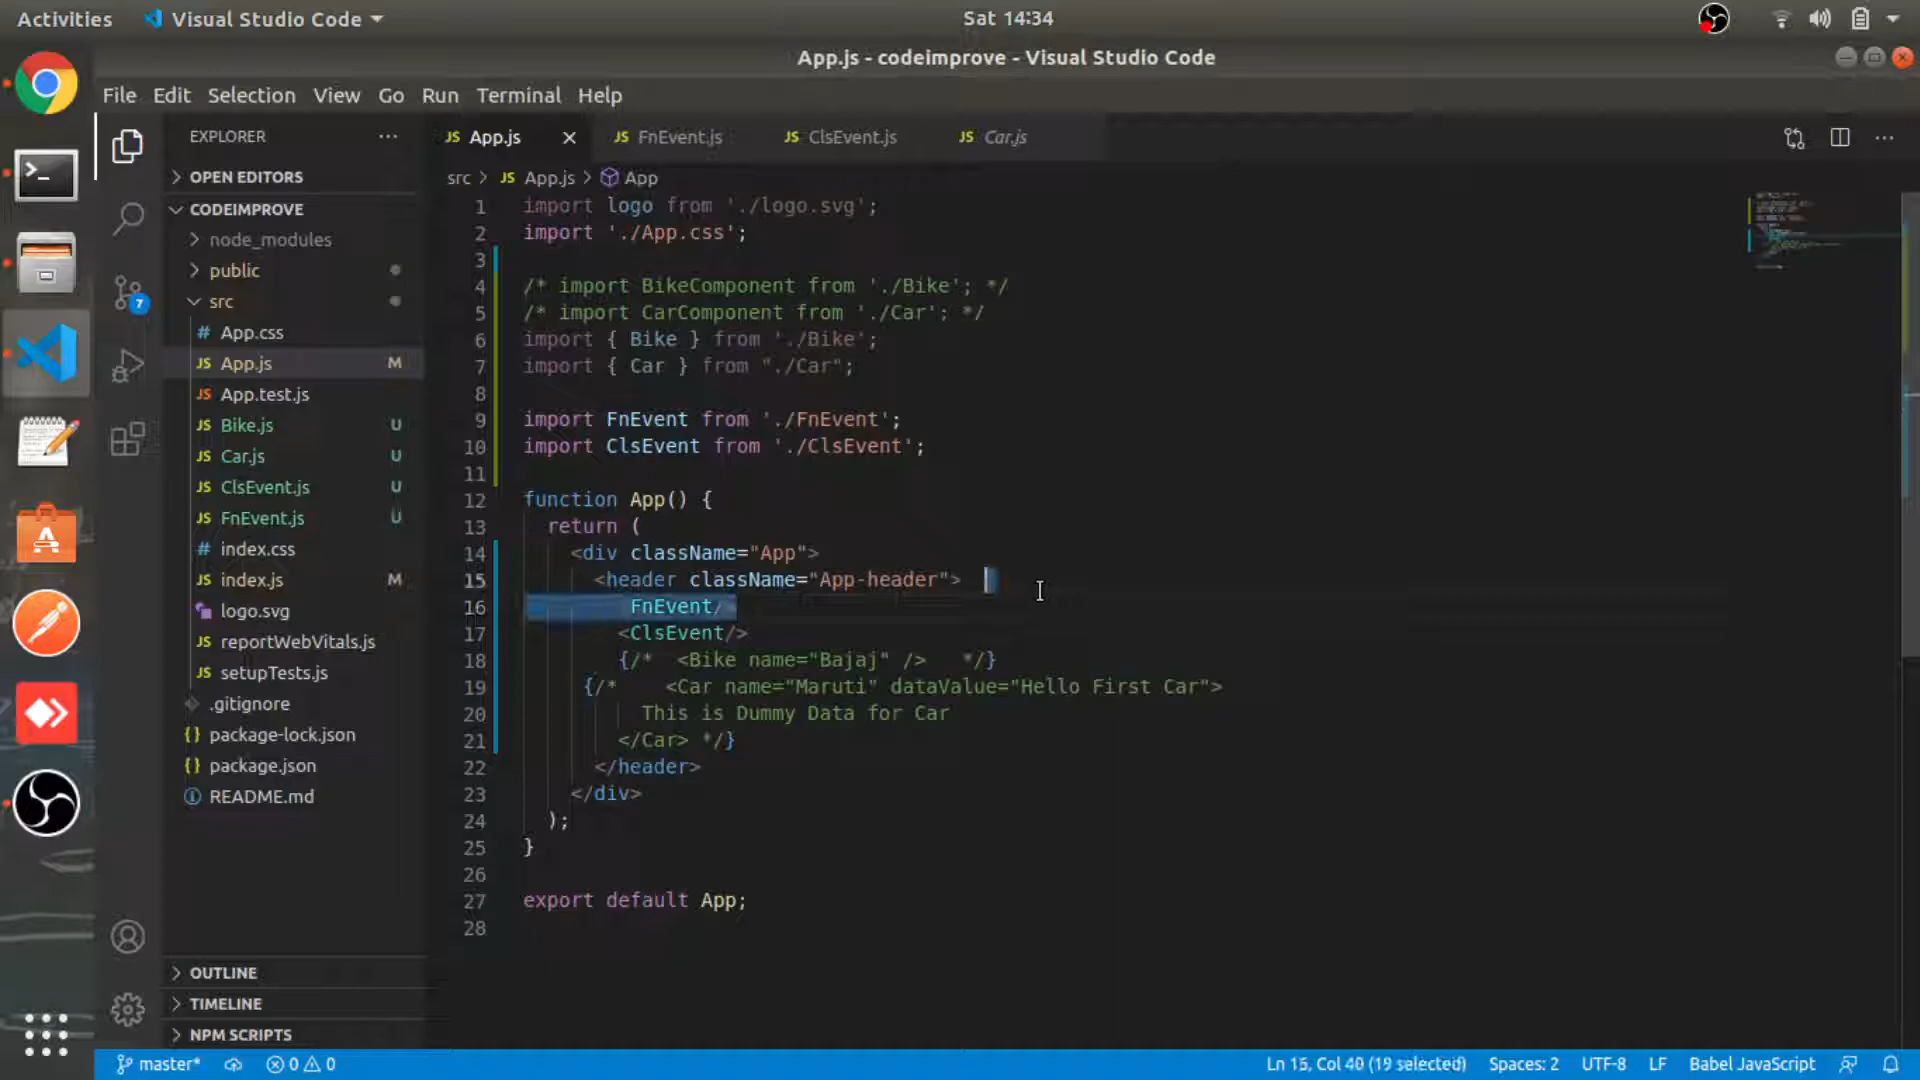 Activities
Visual Studio Code
Sat 14:34
App.js - codeimprove - Visual Studio Code
File Edit Selection View Go Run Terminal Help
EXPLORER
OPEN EDITORS
CODEIMPROVE
node_modules
public
src
# App.css
JS App.js M
JS App.test.js
JS Bike.js U
JS Car.js U
JS ClsEvent.js U
JS FnEvent.js U
# index.css
JS index.js M
logo.svg
JS reportWebVitals.js
JS setupTests.js
.gitignore
{} package-lock.json
{} package.json
README.md
OUTLINE
TIMELINE
NPM SCRIPTS
7
JS App.js
JS FnEvent.js
JS ClsEvent.js
JS Car.js
src > JS App.js > App
1 import logo from './logo.svg';
2 import './App.css';
3
4 /* import BikeComponent from './Bike'; */
5 /* import CarComponent from './Car'; */
6 import { Bike } from './Bike';
7 import { Car } from "./Car";
8
9 import FnEvent from './FnEvent';
10 import ClsEvent from './ClsEvent';
11
12 function App() {
13 return (
14 <div className="App">
15 <header className="App-header">
16 FnEvent/
17 <ClsEvent/>
18 {/* <Bike name="Bajaj" /> */}
19 {/* <Car name="Maruti" dataValue="Hello First Car">
20 This is Dummy Data for Car
21 </Car> */}
22 </header>
23 </div>
24 );
25 }
26
27 export default App;
28
master* 0 0
Ln 15, Col 40 (19 selected) Spaces: 2 UTF-8 LF Babel JavaScript